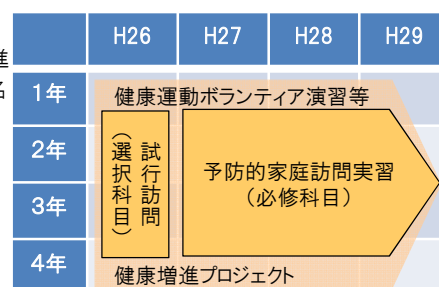 H26 H27 H28 H29
進
名
1年
健康運動ボランティア演習等
2年
試行訪問
（選択科目）
予防的家庭訪問実習
（必修科目）
3年
4年
健康増進プロジェクト